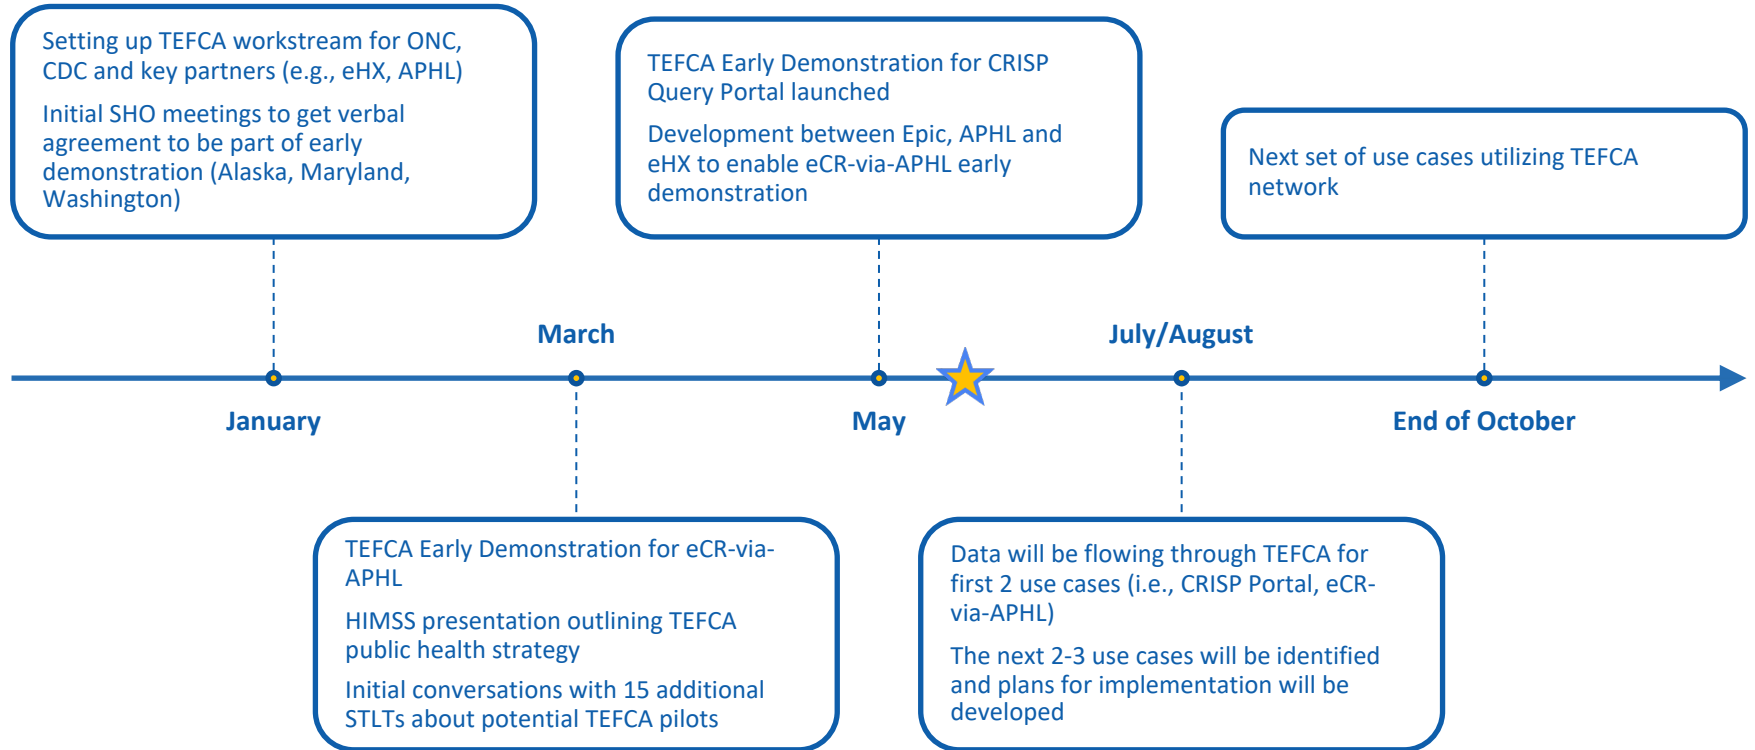 Setting up TEFCA workstream for ONC,
CDC and key partners (e.g., eHX, APHL)
Initial SHO meetings to get verbal
agreement to be part of early
demonstration (Alaska, Maryland,
Washington)
TEFCA Early Demonstration for CRISP
Query Portal launched
Development between Epic, APHL and
eHX to enable eCR-via-APHL early
demonstration
Next set of use cases utilizing TEFCA
network
March
July/August
January
May
End of October
TEFCA Early Demonstration for eCR-via-
APHL
HIMSS presentation outlining TEFCA
public health strategy
Initial conversations with 15 additional
STLTs about potential TEFCA pilots
Data will be flowing through TEFCA for
first 2 use cases (i.e., CRISP Portal, eCR-
via-APHL)
The next 2-3 use cases will be identified
and plans for implementation will be
developed